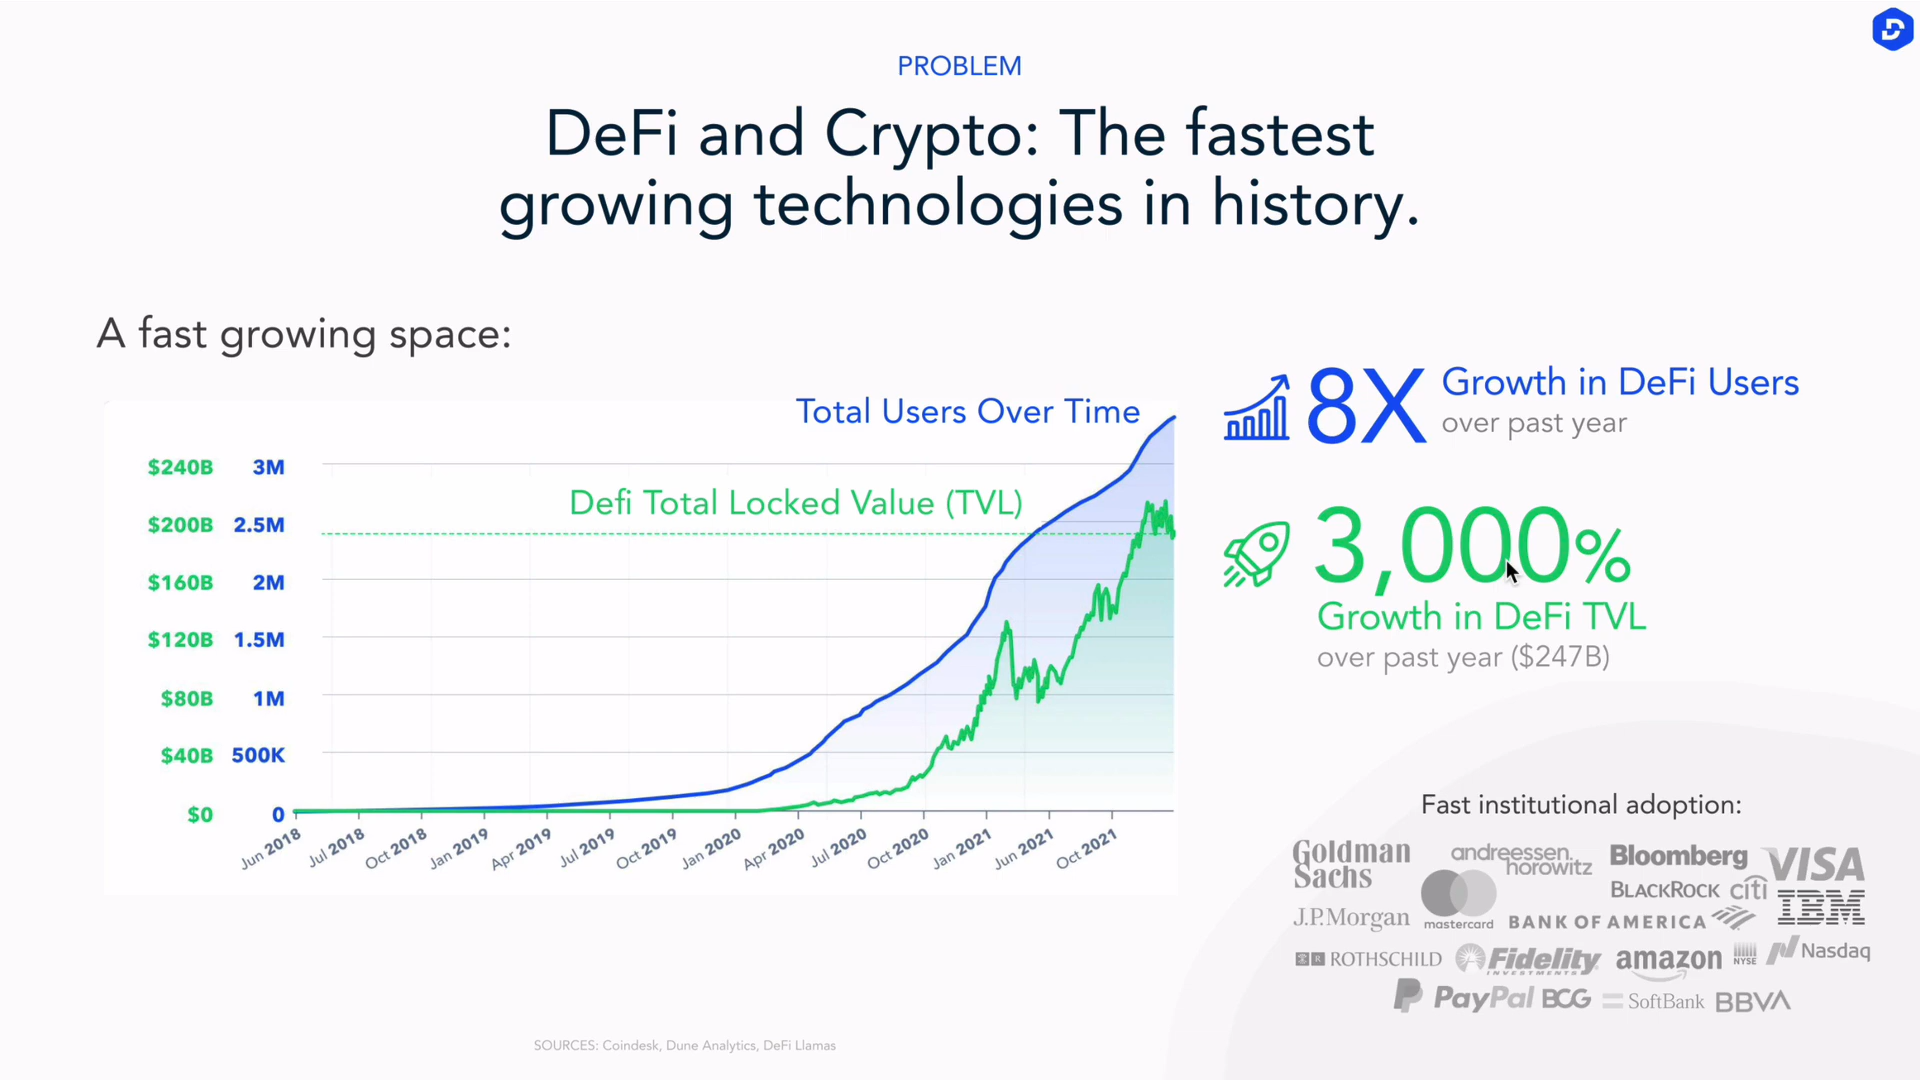 PROBLEM
DeFi and Crypto: The fastest
growing technologies in history.
A fast growing space:
Total Users Over Time
Defi Total Locked Value (TVL)
$240B 3M
$200B 2.5M
$160B 2M
$120B 1.5M
$80B 1M
$40B 500K
$0 0
Jun 2018 Jul 2018 Oct 2018 Jan 2019 Apr 2019 Jul 2019 Oct 2019 Jan 2020 Apr 2020 Jul 2020 Oct 2020 Jan 2021 Jun 2021 Oct 2021
8X Growth in DeFi Users
over past year
3,000%
Growth in DeFi TVL
over past year ($247B)
Fast institutional adoption:
Goldman
Sachs
andreessen.
horowitz
Bloomberg
VISA
BLACKROCK
citi
IBM
J.P.Morgan
mastercard
BANK OF AMERICA
ROTHSCHILD
Fidelity
INVESTMENTS
amazon
NYSE
Nasdaq
PayPal
BCG
SoftBank
BBVA
SOURCES: Coindesk, Dune Analytics, DeFi Llamas